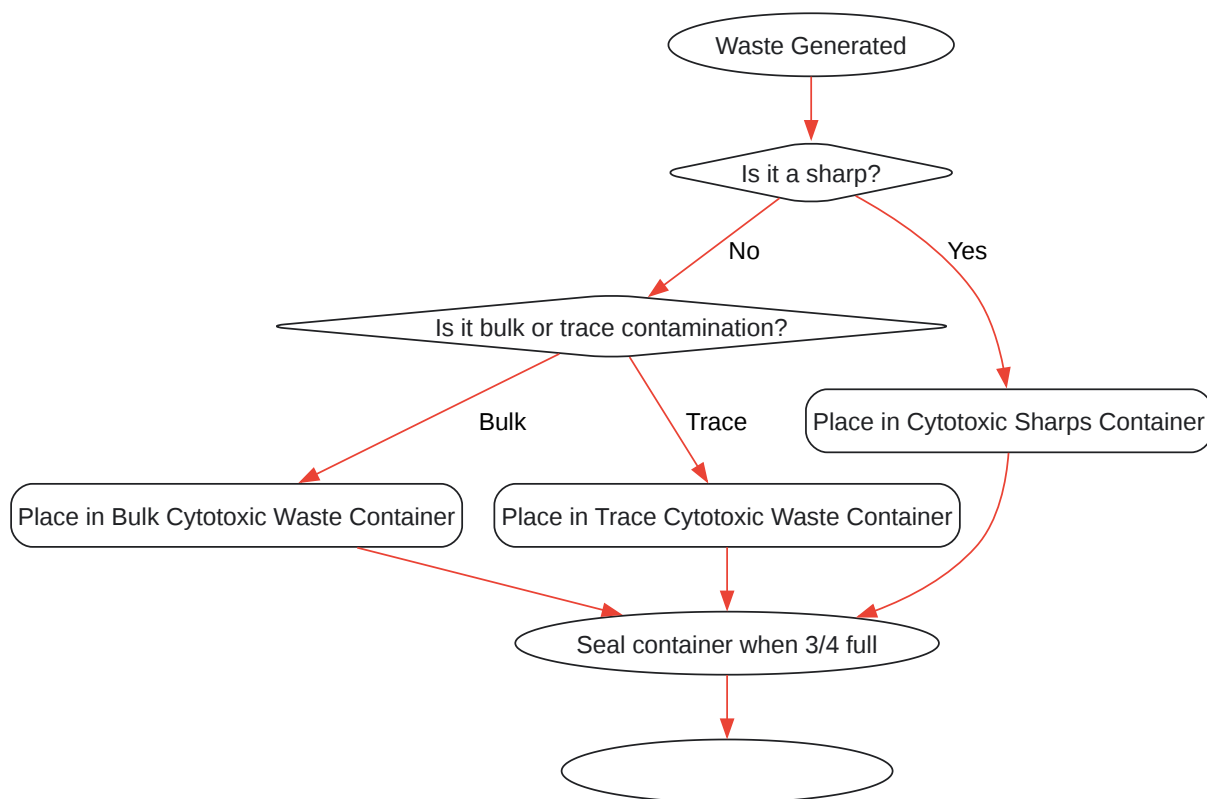 Waste Generated
Is it a sharp?
No
Yes
Is it bulk or trace contamination?
Bulk
Trace
Place in Cytotoxic Sharps Container
Place in Bulk Cytotoxic Waste Container
Place in Trace Cytotoxic Waste Container
Seal container when 3/4 full